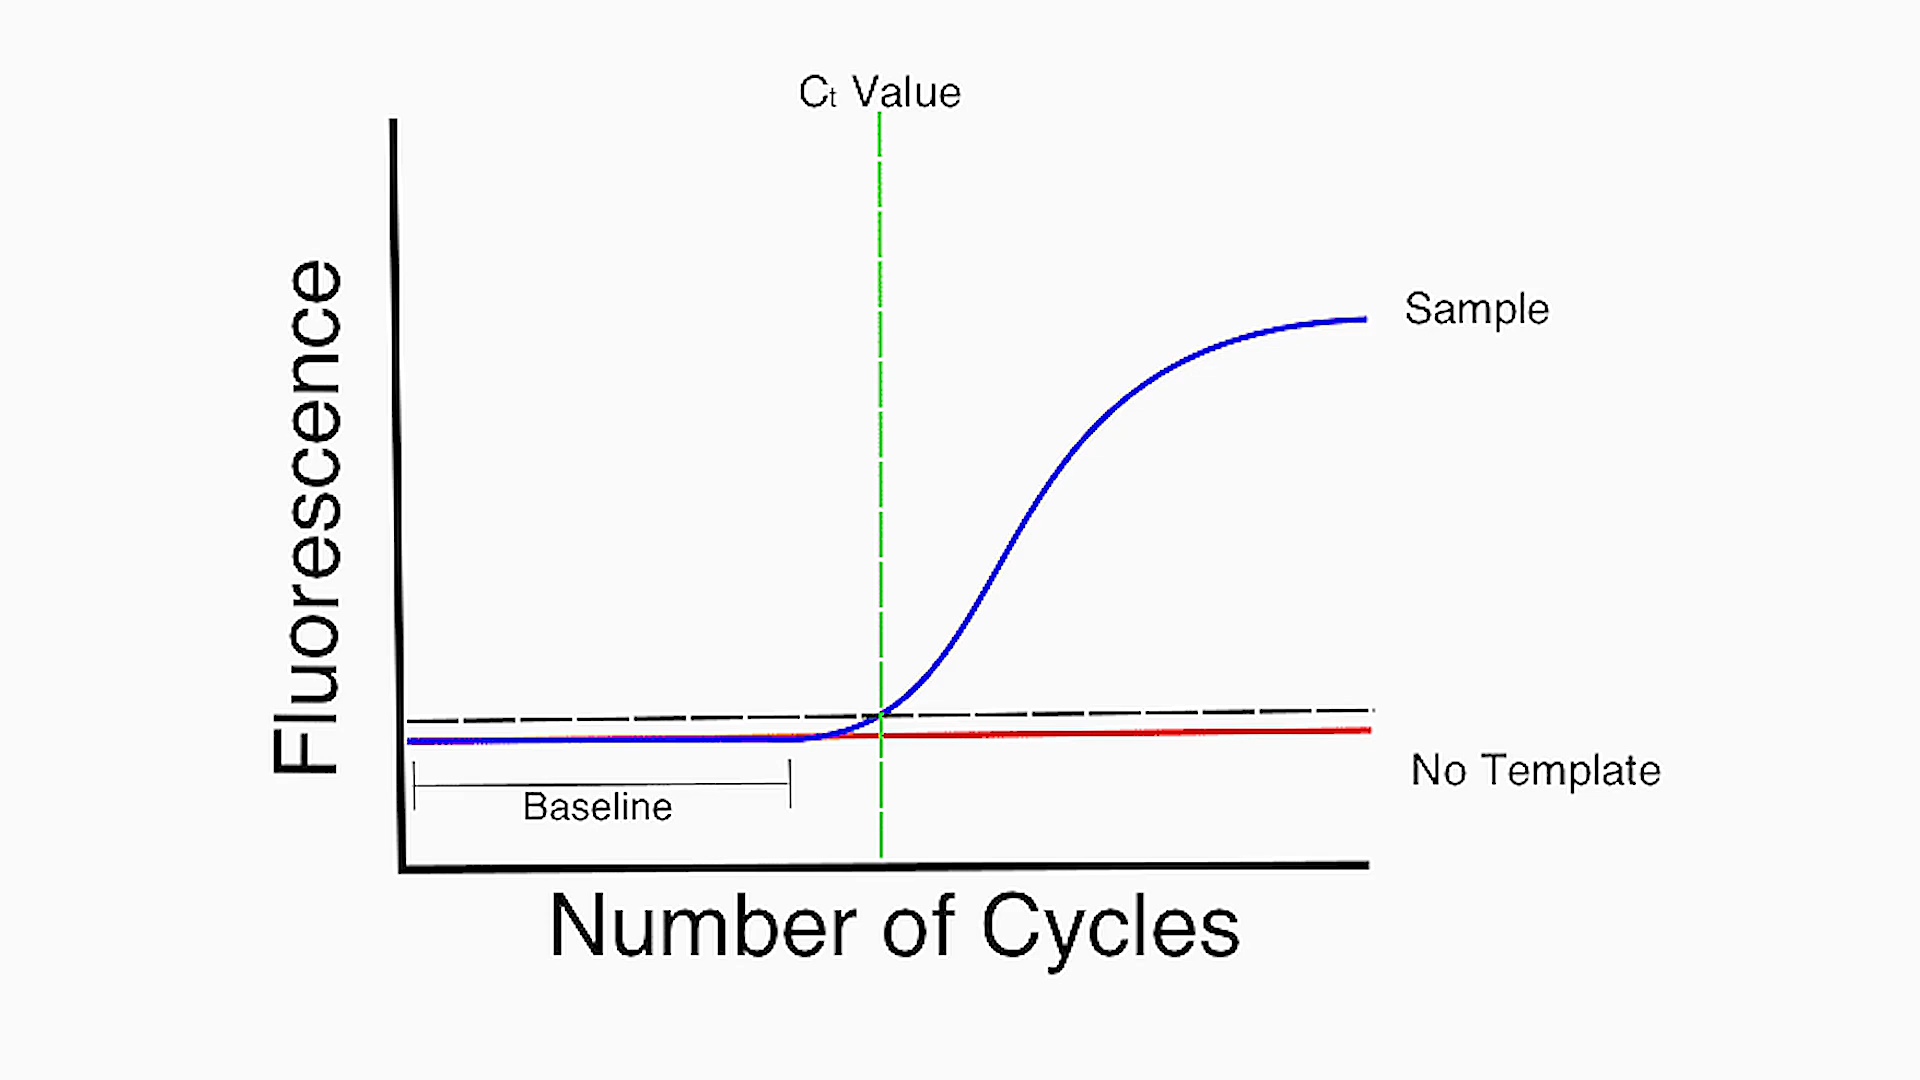 Ct Value
Fluorescence
Sample
No Template
Baseline
Number of Cycles